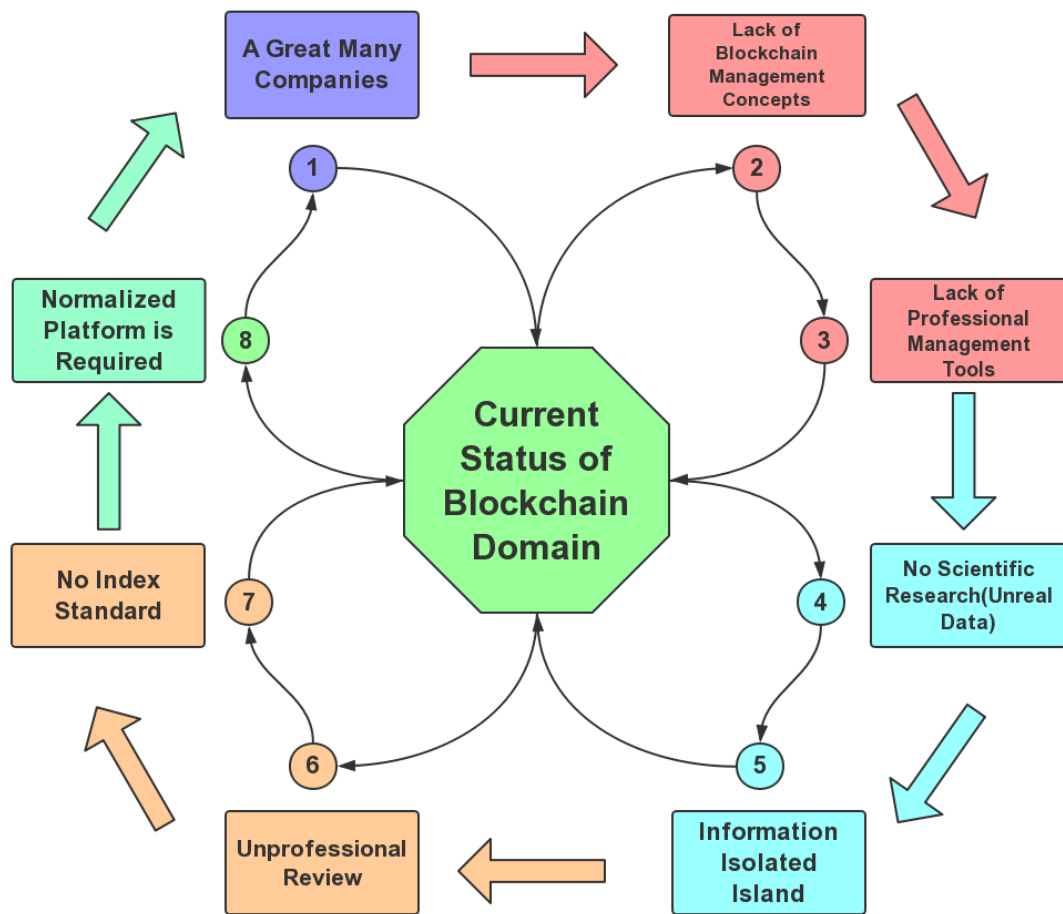 A Great Many
Companies
Lack of
Blockchain
Management
Concepts
1
2
Normalized
Platform is
Required
8
3
Lack of
Professional
Management
Tools
Current
Status of
Blockchain
Domain
No Index
Standard
7
4
No Scientific
Research(Unreal
Data)
6
5
Unprofessional
Review
Information
Isolated
Island